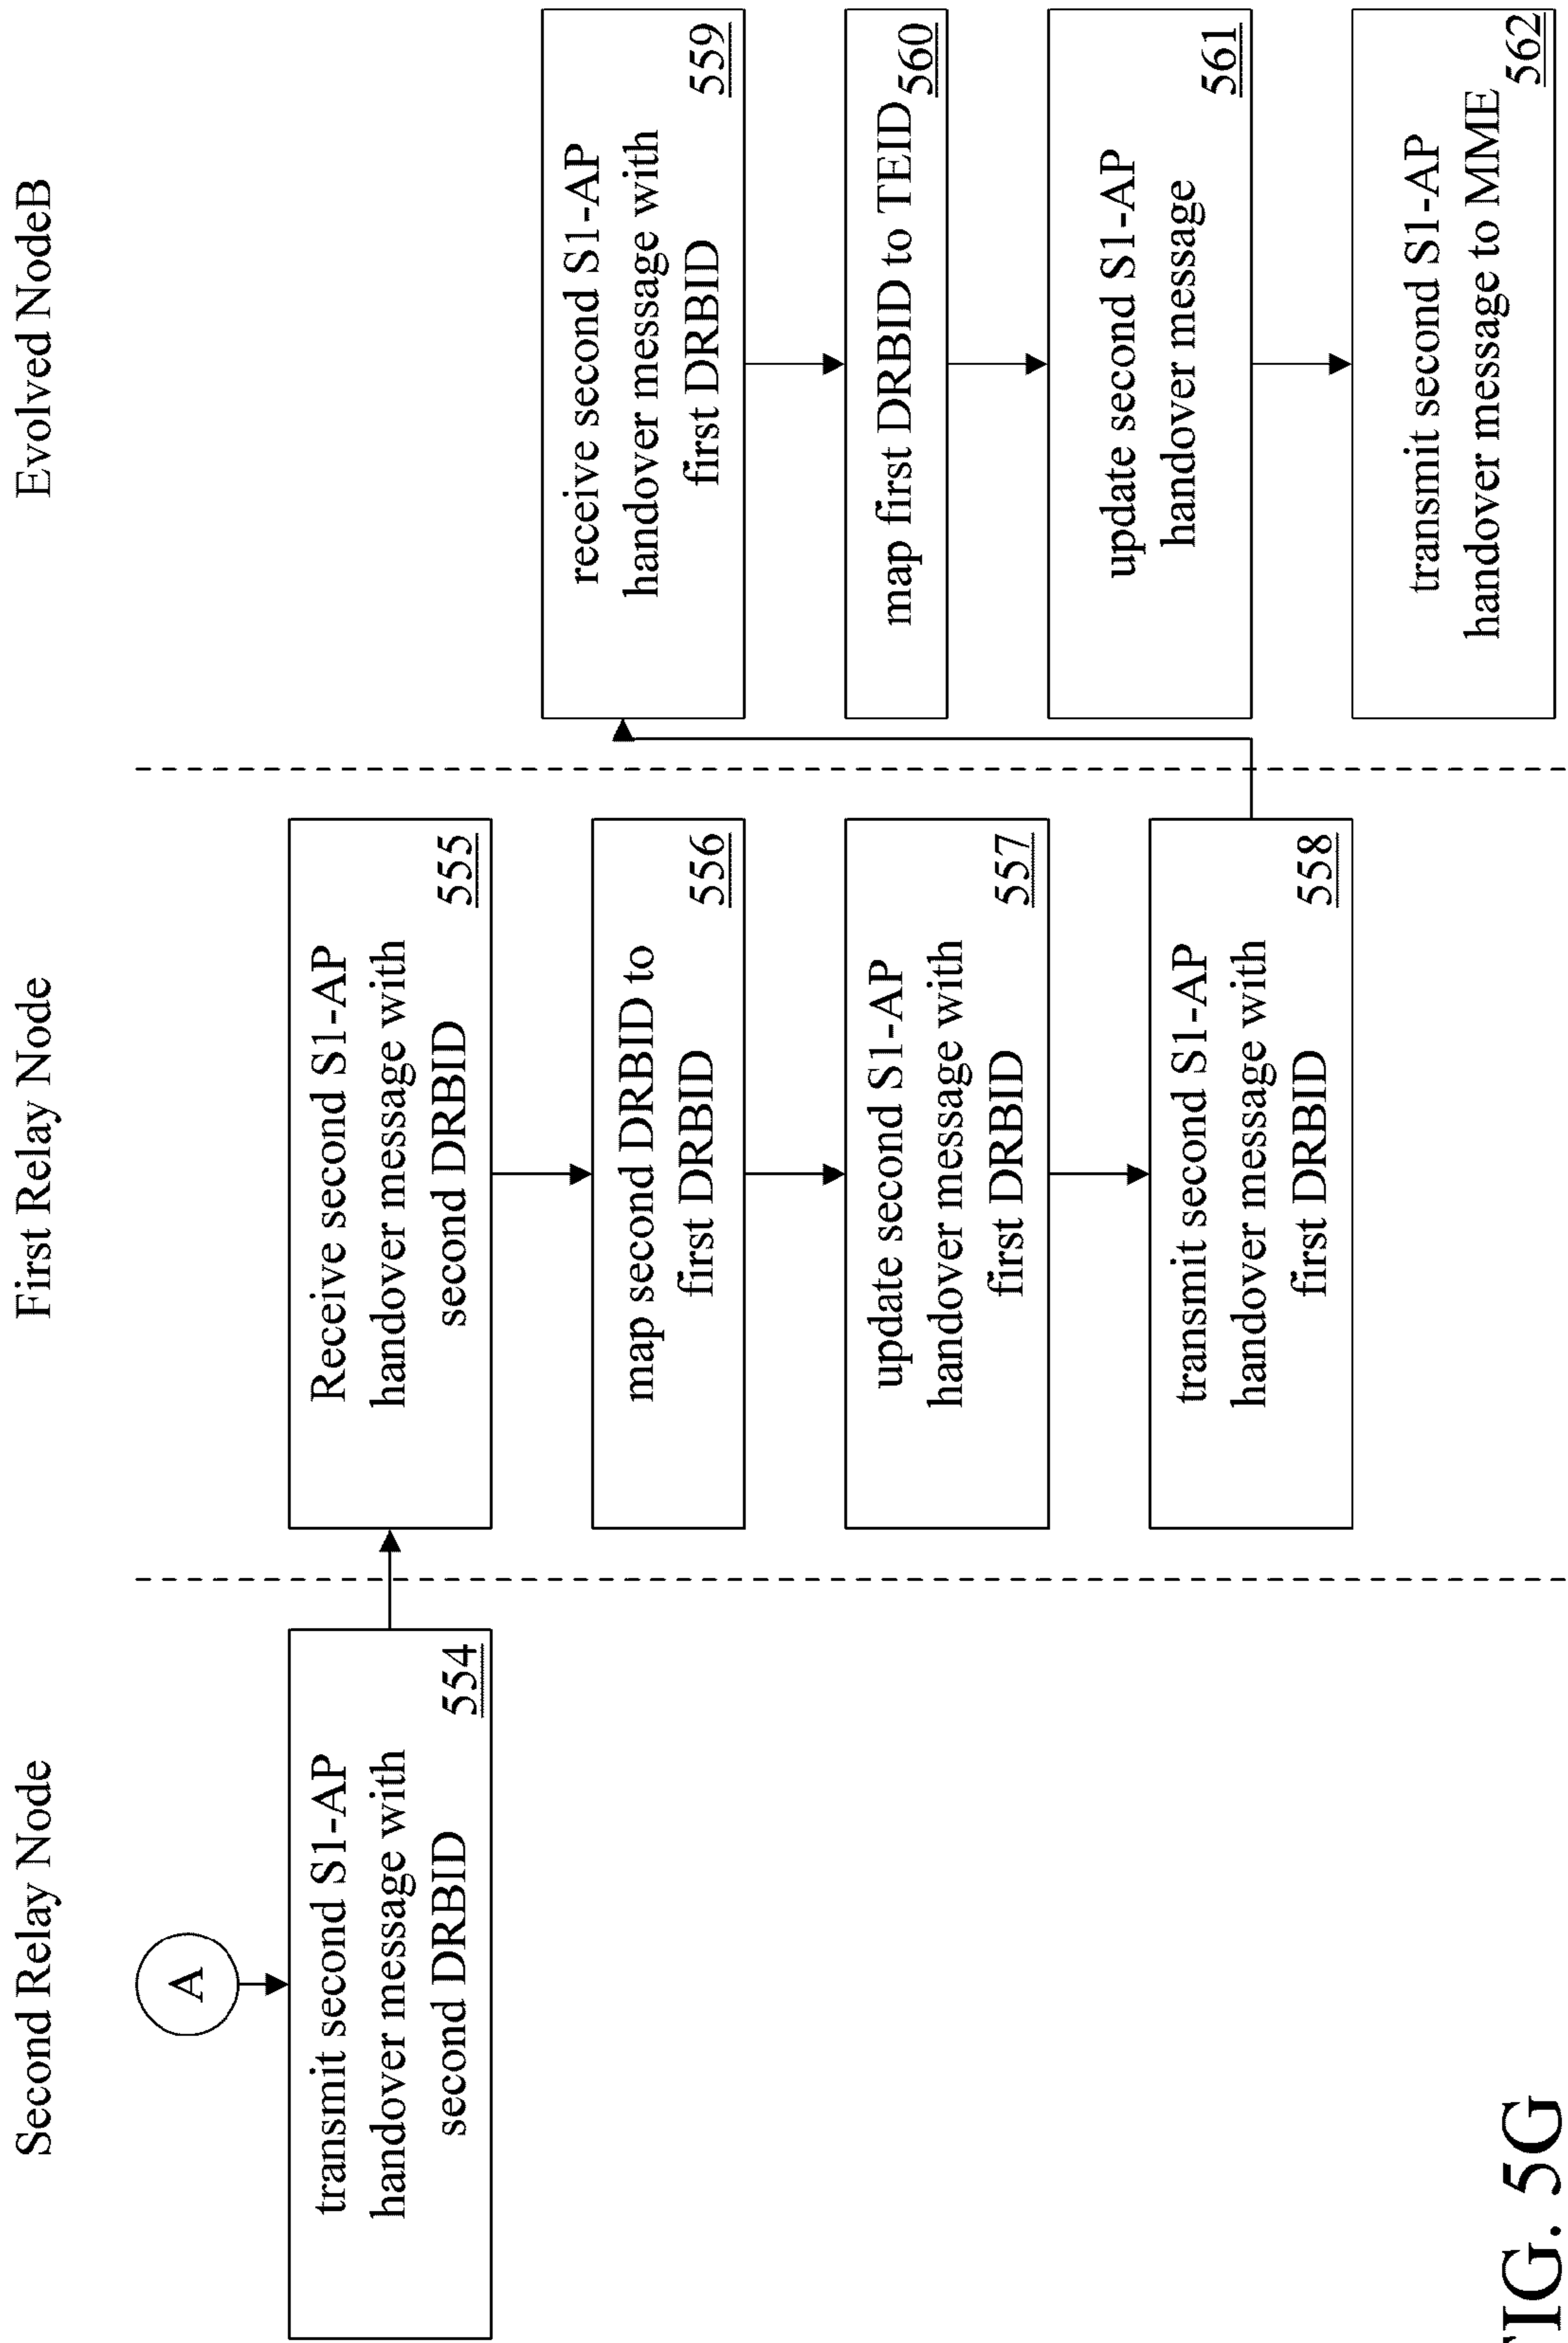 Second Relay Node
First Relay Node
Evolved NodeB
A
transmit second S1-AP
handover message with
second DRBID
554
Receive second S1-AP
handover message with
second DRBID
555
map second DRBID to
first DRBID
556
update second S1-AP
handover message with
first DRBID
557
transmit second S1-AP
handover message with
first DRBID
558
receive second S1-AP
handover message with
first DRBID
559
map first DRBID to TEID
560
update second S1-AP
handover message
561
transmit second S1-AP
handover message to MME
562
FIG. 5G